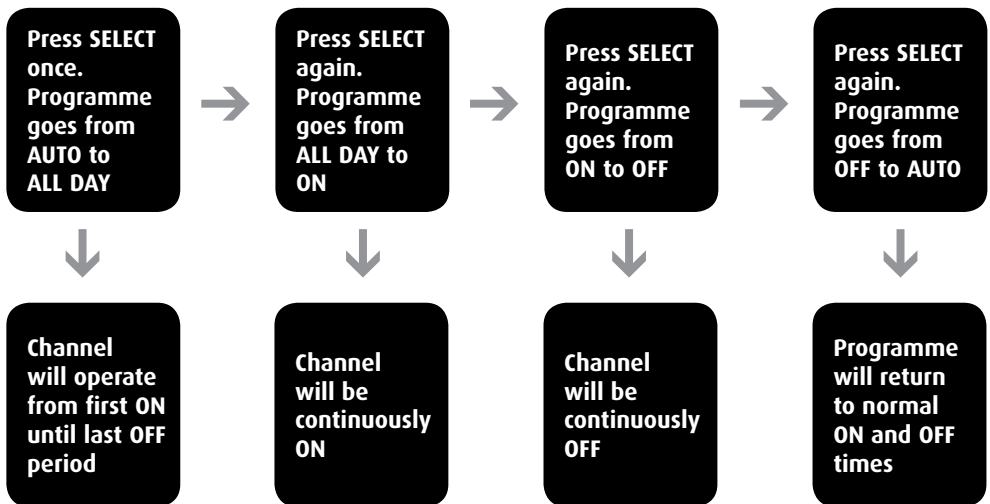 Press SELECT
once.
Programme
goes from
AUTO to
ALL DAY
Press SELECT
again.
Programme
goes from
ALL DAY to
ON
Press SELECT
again.
Programme
goes from
ON to OFF
Press SELECT
again.
Programme
goes from
OFF to AUTO
Channel
will operate
from first ON
until last OFF
period
Channel
will be
continuously
ON
Channel
will be
continuously
OFF
Programme
will return
to normal
ON and OFF
times